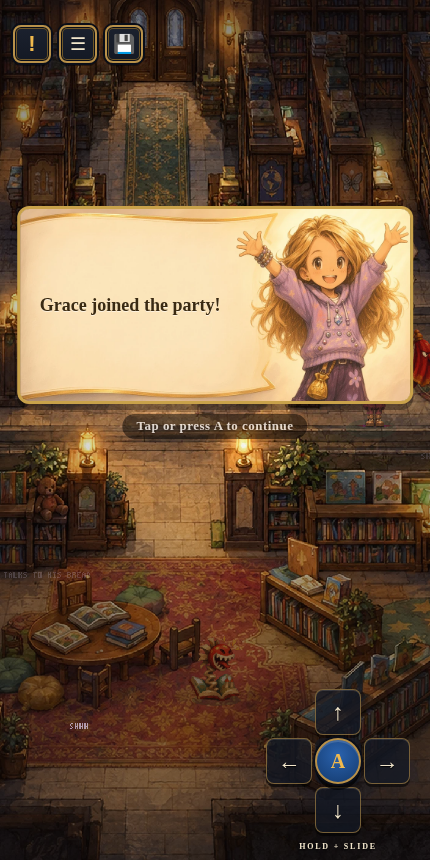 !
Grace joined the party!
Tap or press A to continue
SHHH
↑
← A →
↓
HOLD + SLIDE